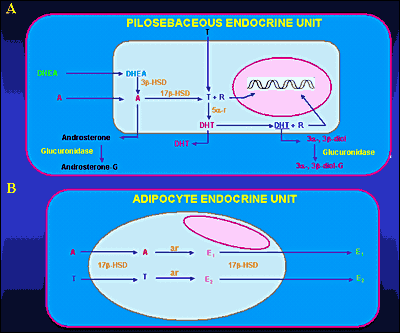 A
PILOSEBACEOUS ENDOCRINE UNIT
T
DHEA DHEA
3β-HSD
A A 17β-HSD T + R
5α-r
DHT DHT + R
Androsterone DHT 3α-, 3β-diol
Glucuronidase Glucuronidase
Androsterone-G 3α-, 3β-diol-G
B
ADIPOCYTE ENDOCRINE UNIT
A A ar E₁ E₁
17β-HSD 17β-HSD
T T ar E₂ E₂